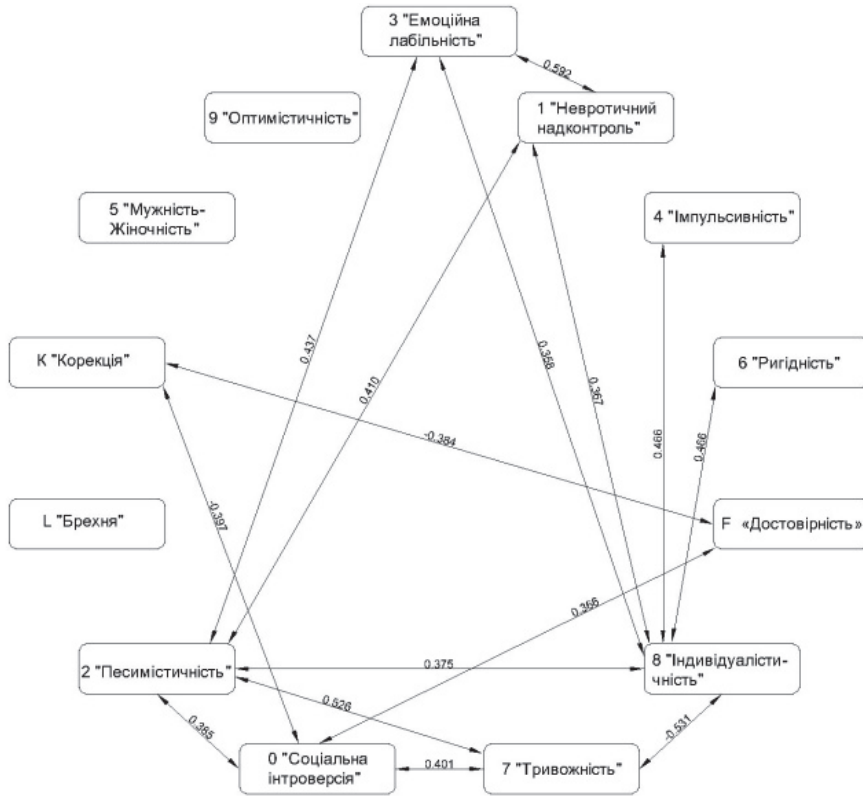 3 "Емоційна
лабільність"
0.592
9 "Оптимістичність"
1 "Невротичний
надконтроль"
5 "Мужність-
Жіночність"
4 "Імпульсивність"
K "Корекція"
0.437
0.410
0.358
0.367
0.466
0.466
6 "Ригідність"
-0.384
L "Брехня"
-0.397
F «Достовірність»
0.366
2 "Песимістичність"
0.375
8 "Індивідуалісти-
чність"
0.526
0.385
-0.531
0 "Соціальна
інтроверсія"
0.401
7 "Тривожність"